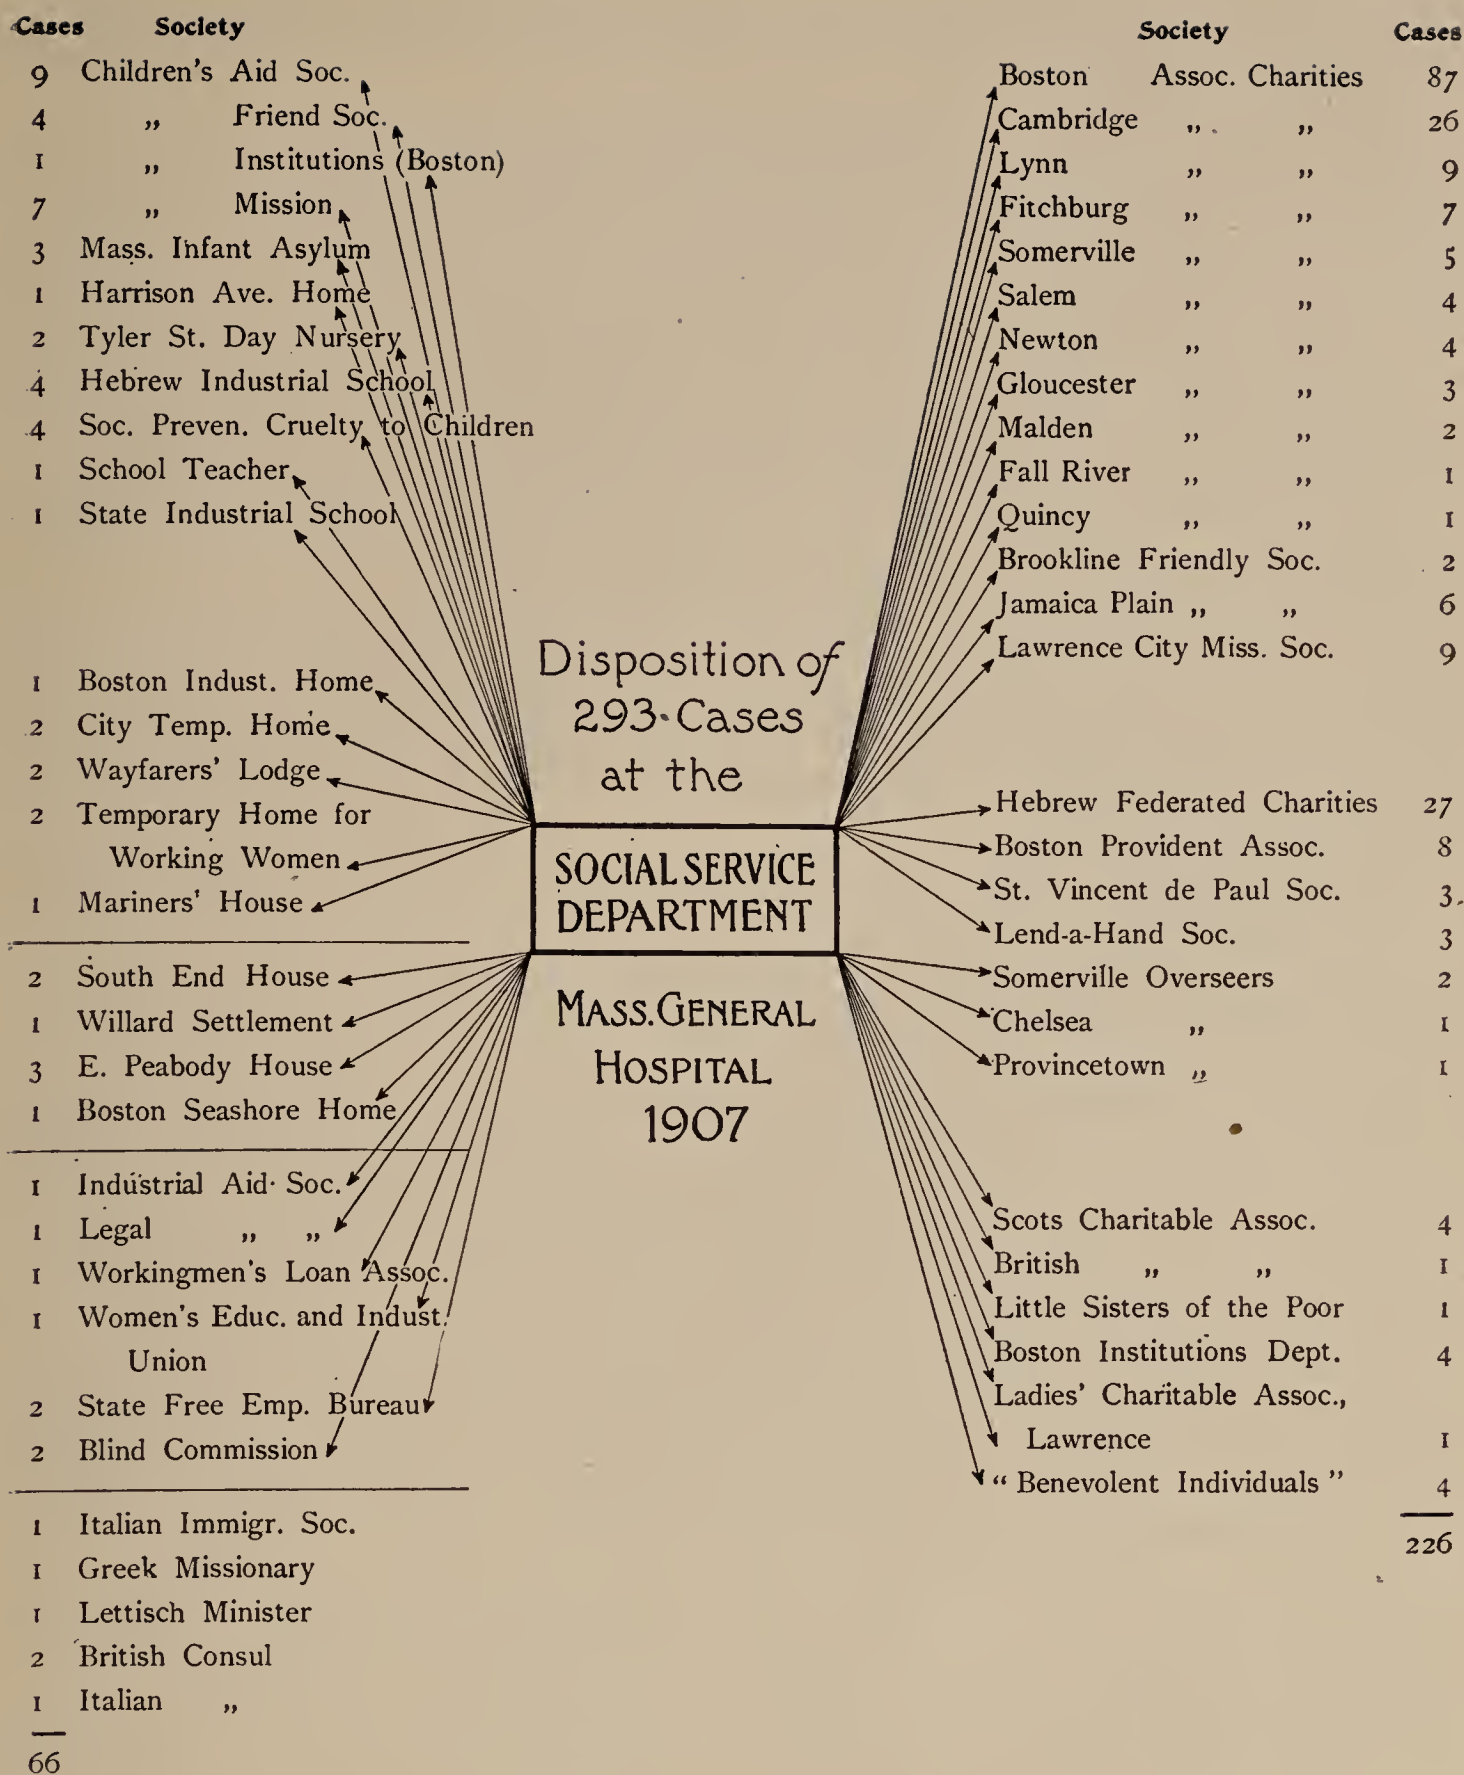 Cases Society
9 Children's Aid Soc.
4 „ Friend Soc.
1 „ Institutions (Boston)
7 „ Mission
3 Mass. Infant Asylum
1 Harrison Ave. Home
2 Tyler St. Day Nursery
4 Hebrew Industrial School
4 Soc. Preven. Cruelty to Children
1 School Teacher
1 State Industrial School
1 Boston Indust. Home
2 City Temp. Home
2 Wayfarers' Lodge
2 Temporary Home for
Working Women
1 Mariners' House
2 South End House
1 Willard Settlement
3 E. Peabody House
1 Boston Seashore Home
1 Industrial Aid Soc.
1 Legal „ „
1 Workingmen's Loan Assoc.
1 Women's Educ. and Indust.
Union
2 State Free Emp. Bureau
2 Blind Commission
1 Italian Immigr. Soc.
1 Greek Missionary
1 Lettisch Minister
2 British Consul
1 Italian „
66
Disposition of
293 Cases
at the
SOCIAL SERVICE
DEPARTMENT
MASS. GENERAL
HOSPITAL
1907
Society Cases
Boston Assoc. Charities 87
Cambridge „ „ 26
Lynn „ „ 9
Fitchburg „ „ 7
Somerville „ „ 5
Salem „ „ 4
Newton „ „ 4
Gloucester „ „ 3
Malden „ „ 2
Fall River „ „ 1
Quincy „ „ 1
Brookline Friendly Soc. 2
Jamaica Plain „ „ 6
Lawrence City Miss. Soc. 9
Hebrew Federated Charities 27
Boston Provident Assoc. 8
St. Vincent de Paul Soc. 3
Lend-a-Hand Soc. 3
Somerville Overseers 2
Chelsea „ 1
Provincetown „ 1
Scots Charitable Assoc. 4
British „ „ 1
Little Sisters of the Poor 1
Boston Institutions Dept. 4
Ladies' Charitable Assoc.,
Lawrence 1
"Benevolent Individuals" 4
226